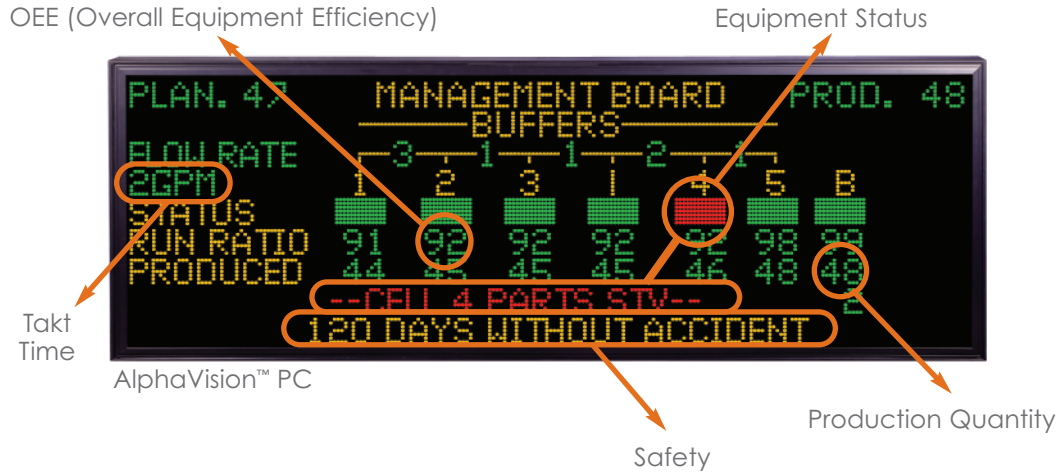 OEE (Overall Equipment Efficiency)
Equipment Status
PLAN. 47 MANAGEMENT BOARD PROD. 48
BUFFERS
FLOW RATE 3 1 1 2 1
2GPM 1 2 3 I 4 5 B
STATUS
RUN RATIO 91 92 92 92 92 98 99
PRODUCED 44 45 45 45 46 48 48
--CELL 4 PARTS STV-- 2
120 DAYS WITHOUT ACCIDENT
Takt
Time
AlphaVision™ PC
Production Quantity
Safety